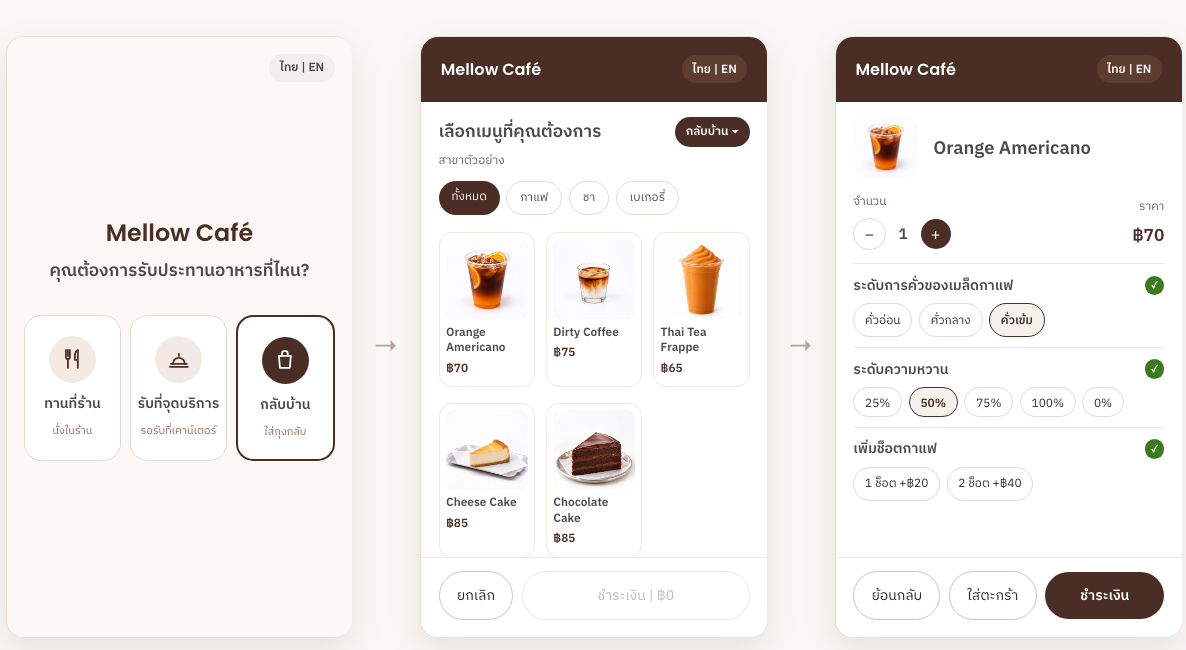 ไทย | EN
Mellow Café
คุณต้องการรับประทานอาหารที่ไหน?
ทานที่ร้าน
นั่งในร้าน
รับที่จุดบริการ
รอรับที่เคาน์เตอร์
กลับบ้าน
ใส่ถุงกลับ
→
Mellow Café
ไทย | EN
เลือกเมนูที่คุณต้องการ
กลับบ้าน
สาขาตัวอย่าง
ทั้งหมด
กาแฟ
ชา
เบเกอรี่
Orange
Americano
฿70
Dirty Coffee
฿75
Thai Tea
Frappe
฿65
Cheese Cake
฿85
Chocolate
Cake
฿85
ยกเลิก
ชำระเงิน | ฿0
→
Mellow Café
ไทย | EN
Orange Americano
จำนวน
ราคา
− 1 +
฿70
ระดับการคั่วของเมล็ดกาแฟ
✓
คั่วอ่อน
คั่วกลาง
คั่วเข้ม
ระดับความหวาน
✓
25%
50%
75%
100%
0%
เพิ่มช็อตกาแฟ
✓
1 ช็อต +฿20
2 ช็อต +฿40
ย้อนกลับ
ใส่ตะกร้า
ชำระเงิน